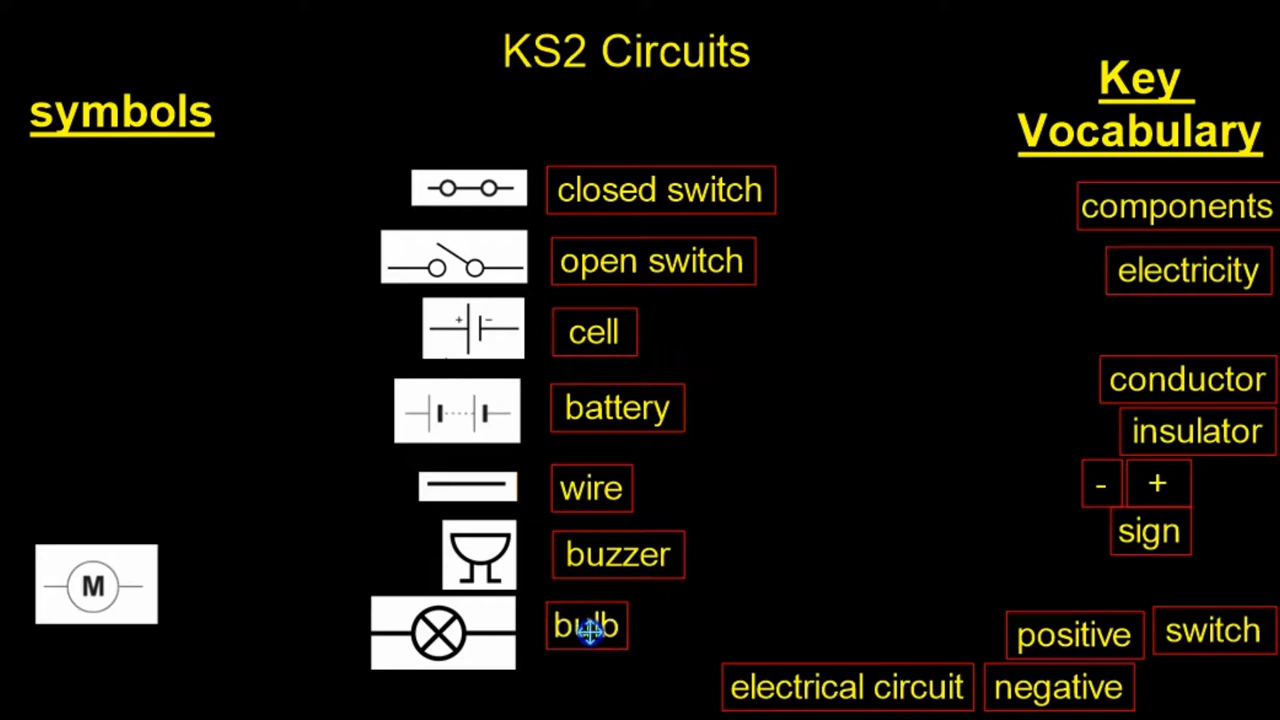 KS2 Circuits
symbols
Key
Vocabulary
closed switch
components
open switch
electricity
+ -
cell
conductor
battery
insulator
wire
- +
sign
buzzer
M
bulb
positive
switch
electrical circuit
negative